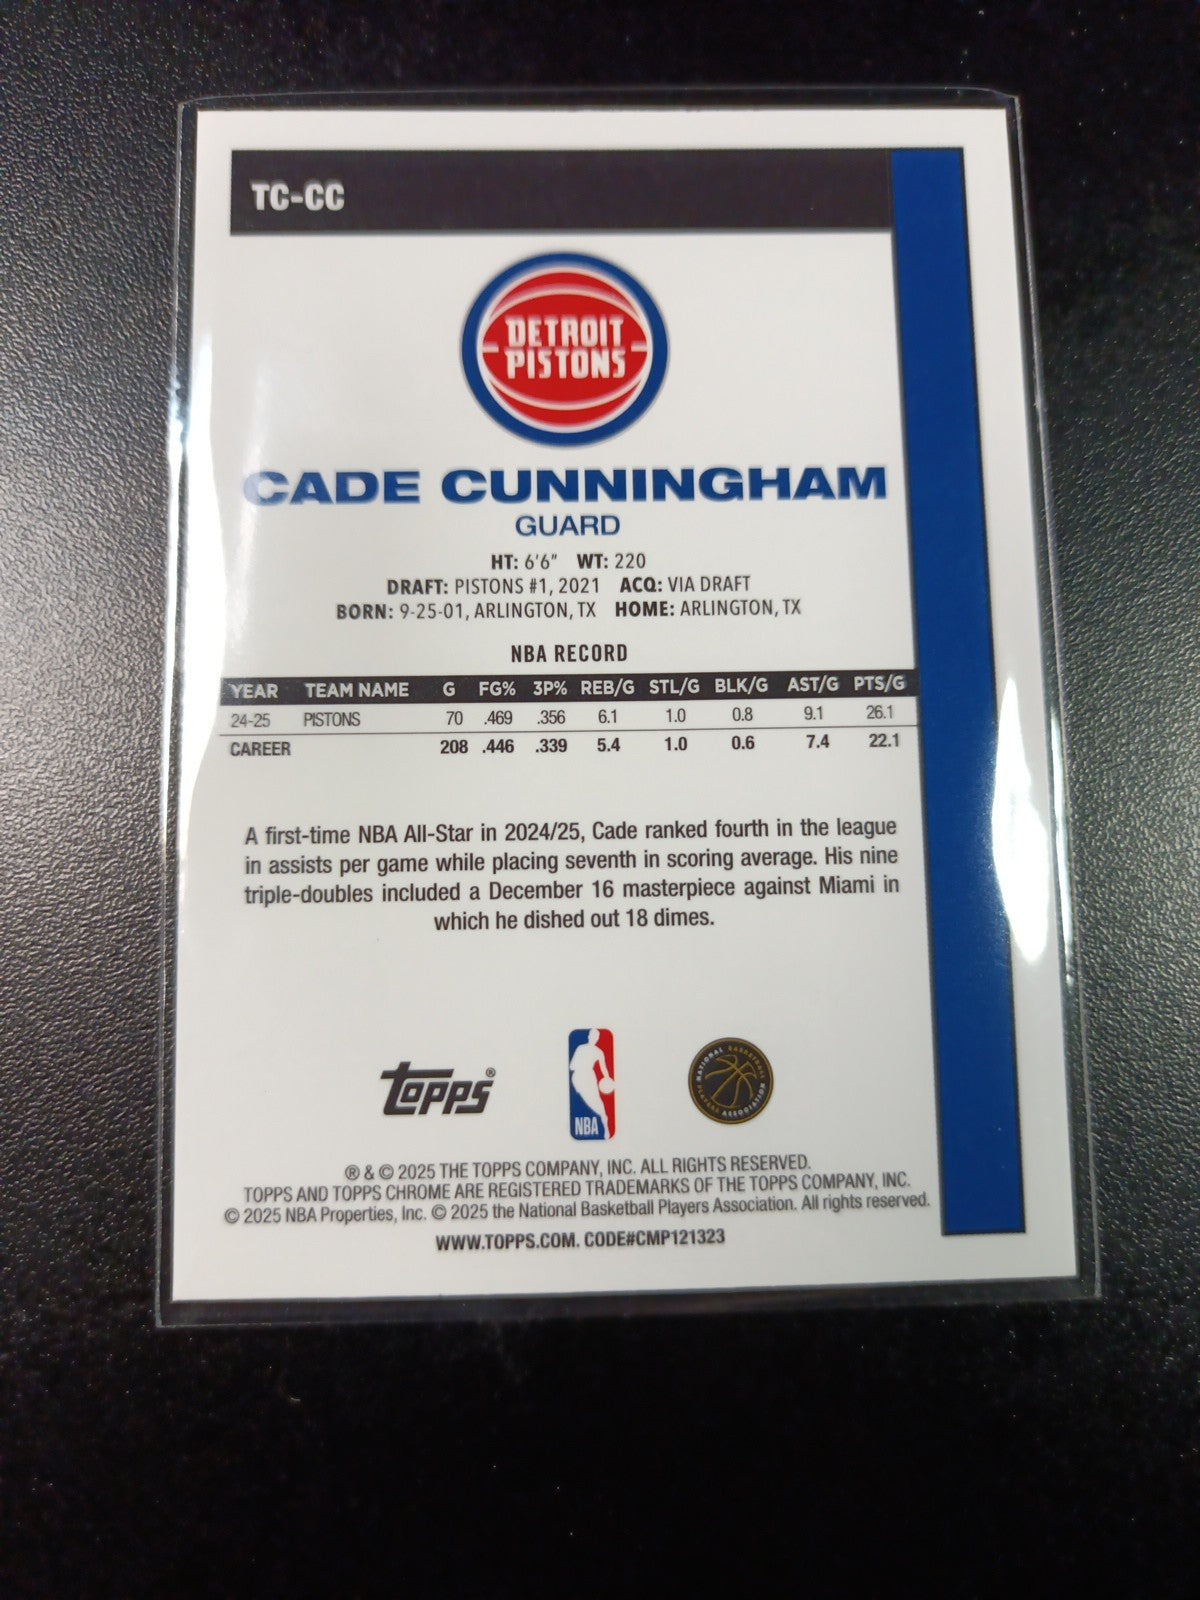 TC-CC
DETROIT
PISTONS
CADE CUNNINGHAM
GUARD
HT: 6'6" WT: 220
DRAFT: PISTONS #1, 2021 ACQ: VIA DRAFT
BORN: 9-25-01, ARLINGTON, TX HOME: ARLINGTON, TX
NBA RECORD
YEAR TEAM NAME G FG% 3P% REB/G STL/G BLK/G AST/G PTS/G
24-25 PISTONS 70 .469 .356 6.1 1.0 0.8 9.1 26.1
CAREER 208 .446 .339 5.4 1.0 0.6 7.4 22.1
A first-time NBA All-Star in 2024/25, Cade ranked fourth in the league
in assists per game while placing seventh in scoring average. His nine
triple-doubles included a December 16 masterpiece against Miami in
which he dished out 18 dimes.
topps®
NBA
NATIONAL BASKETBALL PLAYERS ASSOCIATION
® & © 2025 THE TOPPS COMPANY, INC. ALL RIGHTS RESERVED.
TOPPS AND TOPPS CHROME ARE REGISTERED TRADEMARKS OF THE TOPPS COMPANY, INC.
© 2025 NBA Properties, Inc. © 2025 the National Basketball Players Association. All rights reserved.
WWW.TOPPS.COM. CODE#CMP121323